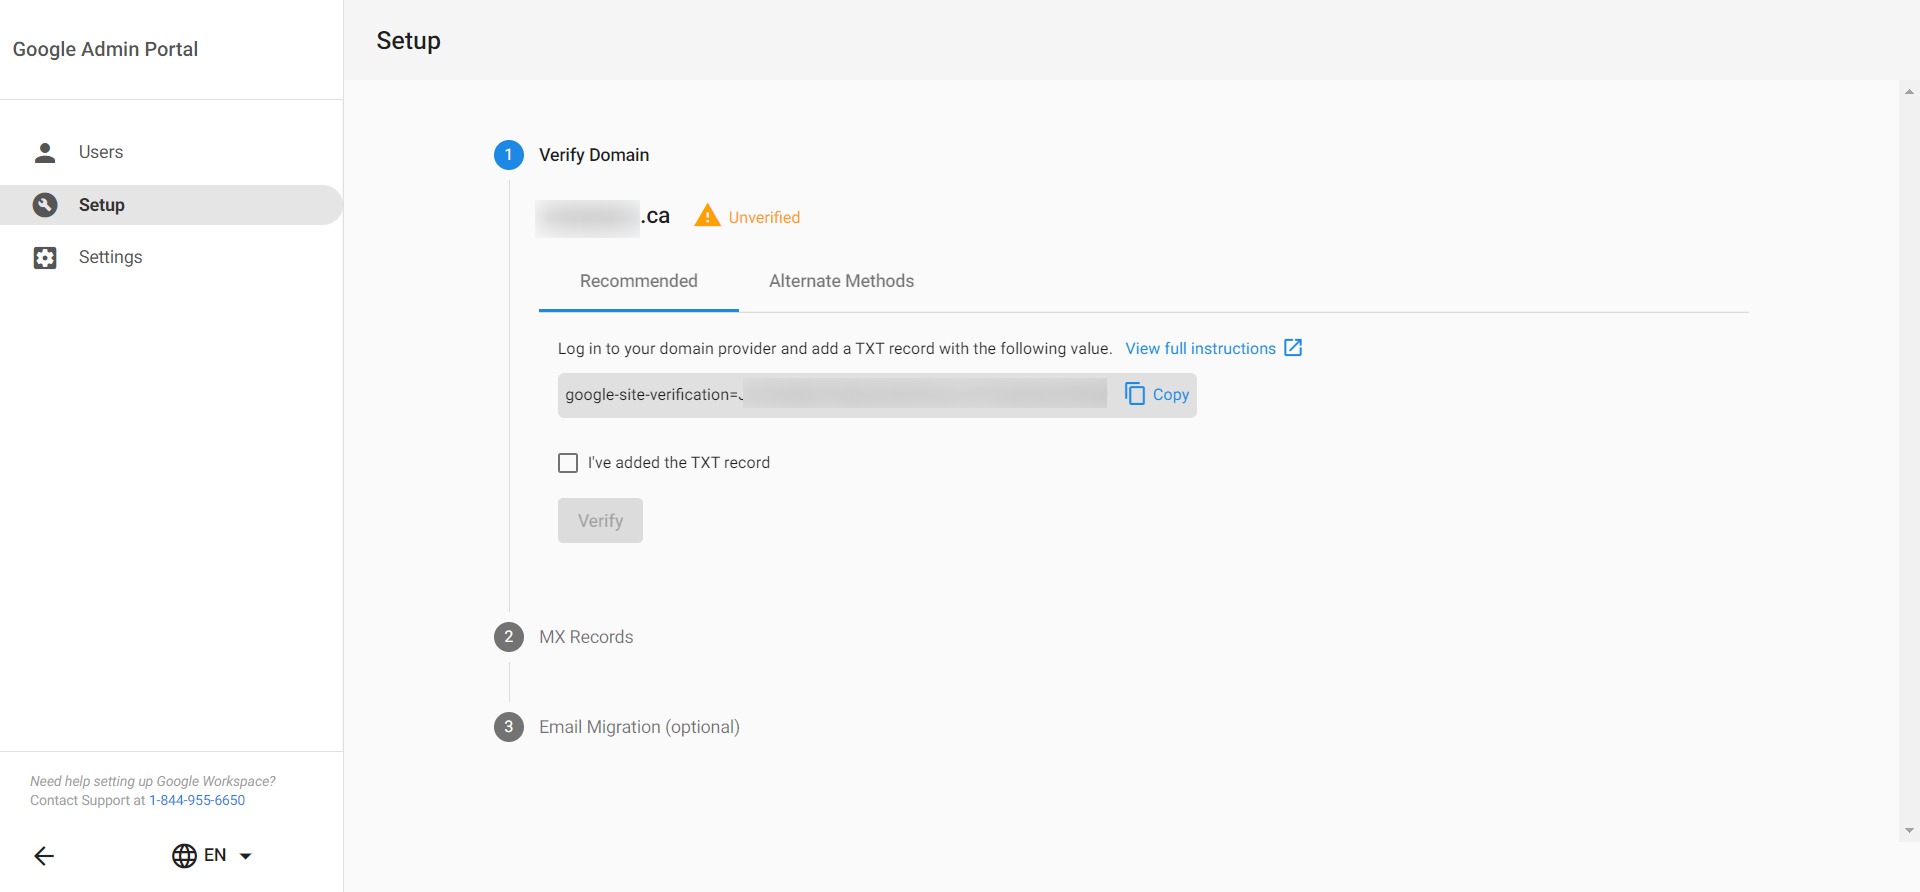 Google Admin Portal
Users
Setup
Settings
Need help setting up Google Workspace?
Contact Support at 1-844-955-6650
EN
Setup
1 Verify Domain
.ca Unverified
Recommended Alternate Methods
Log in to your domain provider and add a TXT record with the following value. View full instructions
google-site-verification= Copy
I've added the TXT record
Verify
2 MX Records
3 Email Migration (optional)